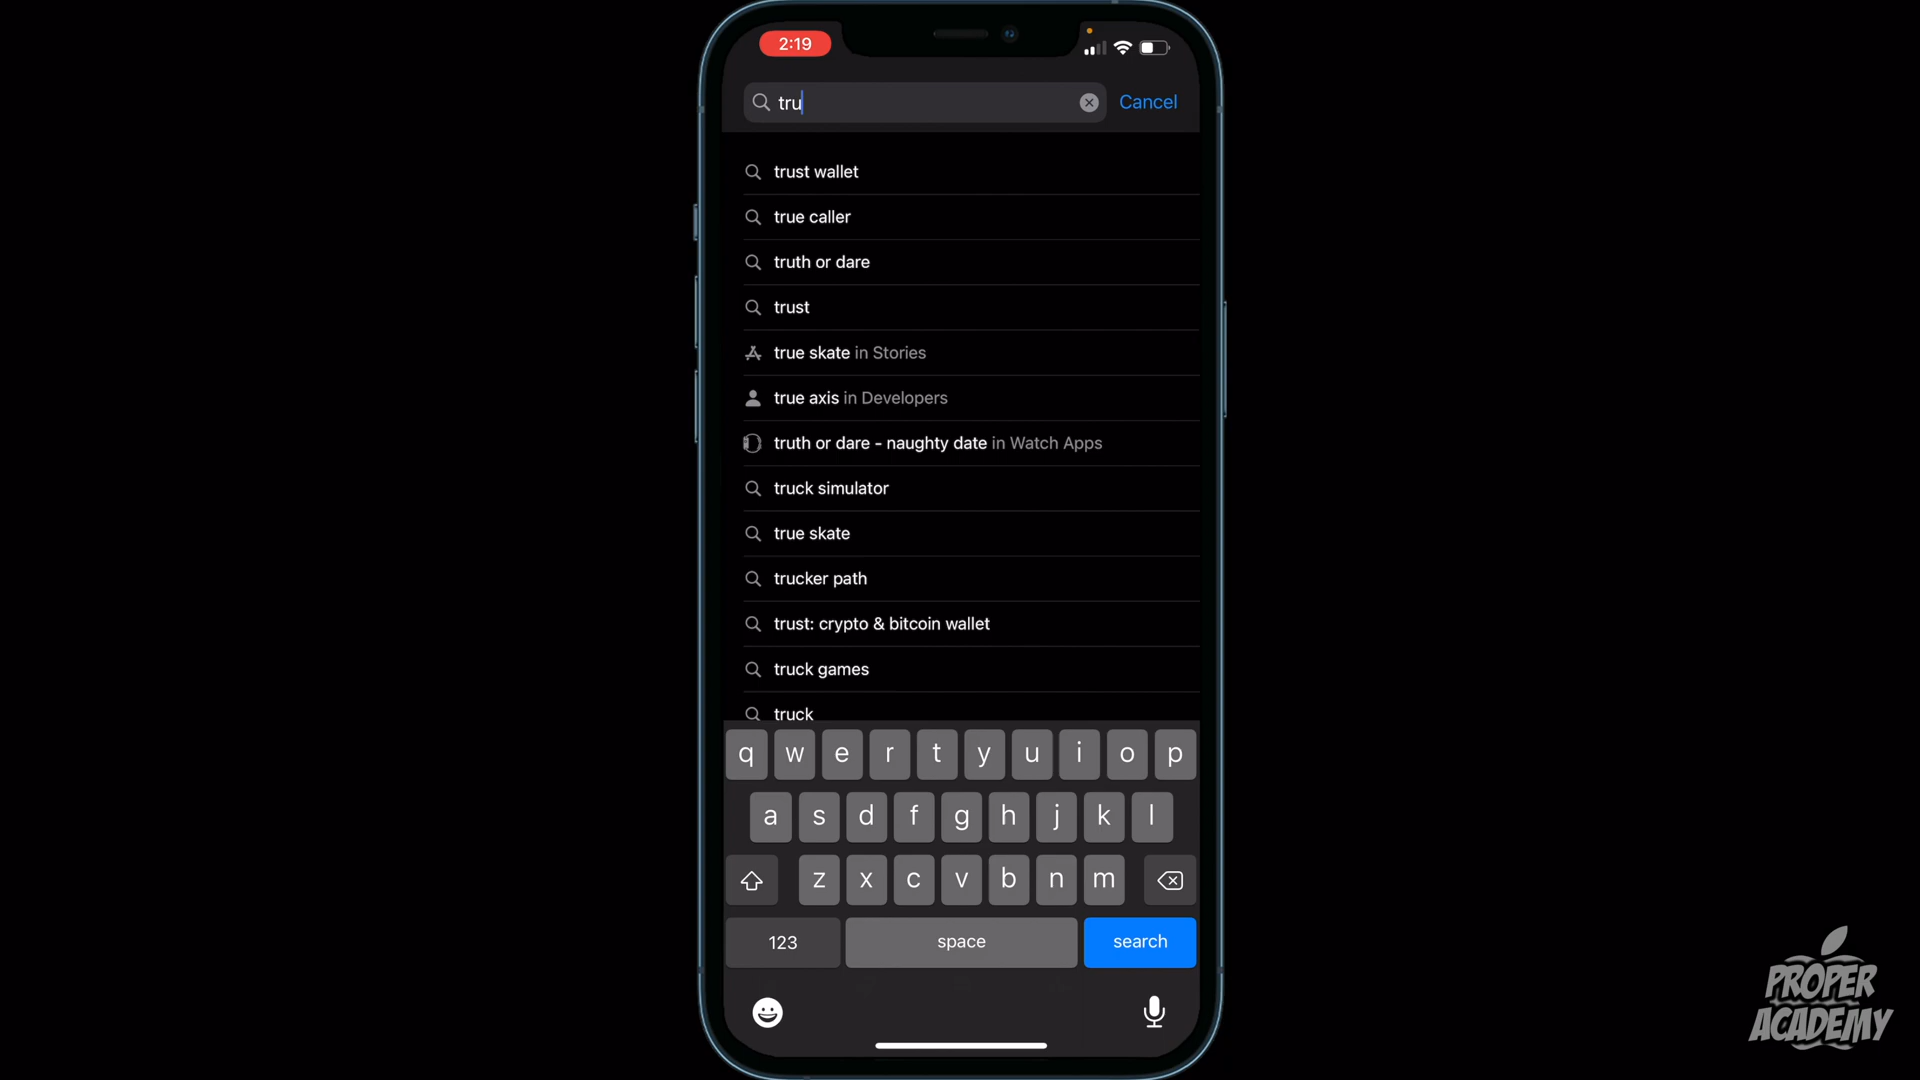 2:19
tru
Cancel
trust wallet
true caller
truth or dare
trust
true skate in Stories
true axis in Developers
truth or dare - naughty date in Watch Apps
truck simulator
true skate
trucker path
trust: crypto & bitcoin wallet
truck games
truck
q w e r t y u i o p
a s d f g h j k l
z x c v b n m
123 space search
PROPER
ACADEMY